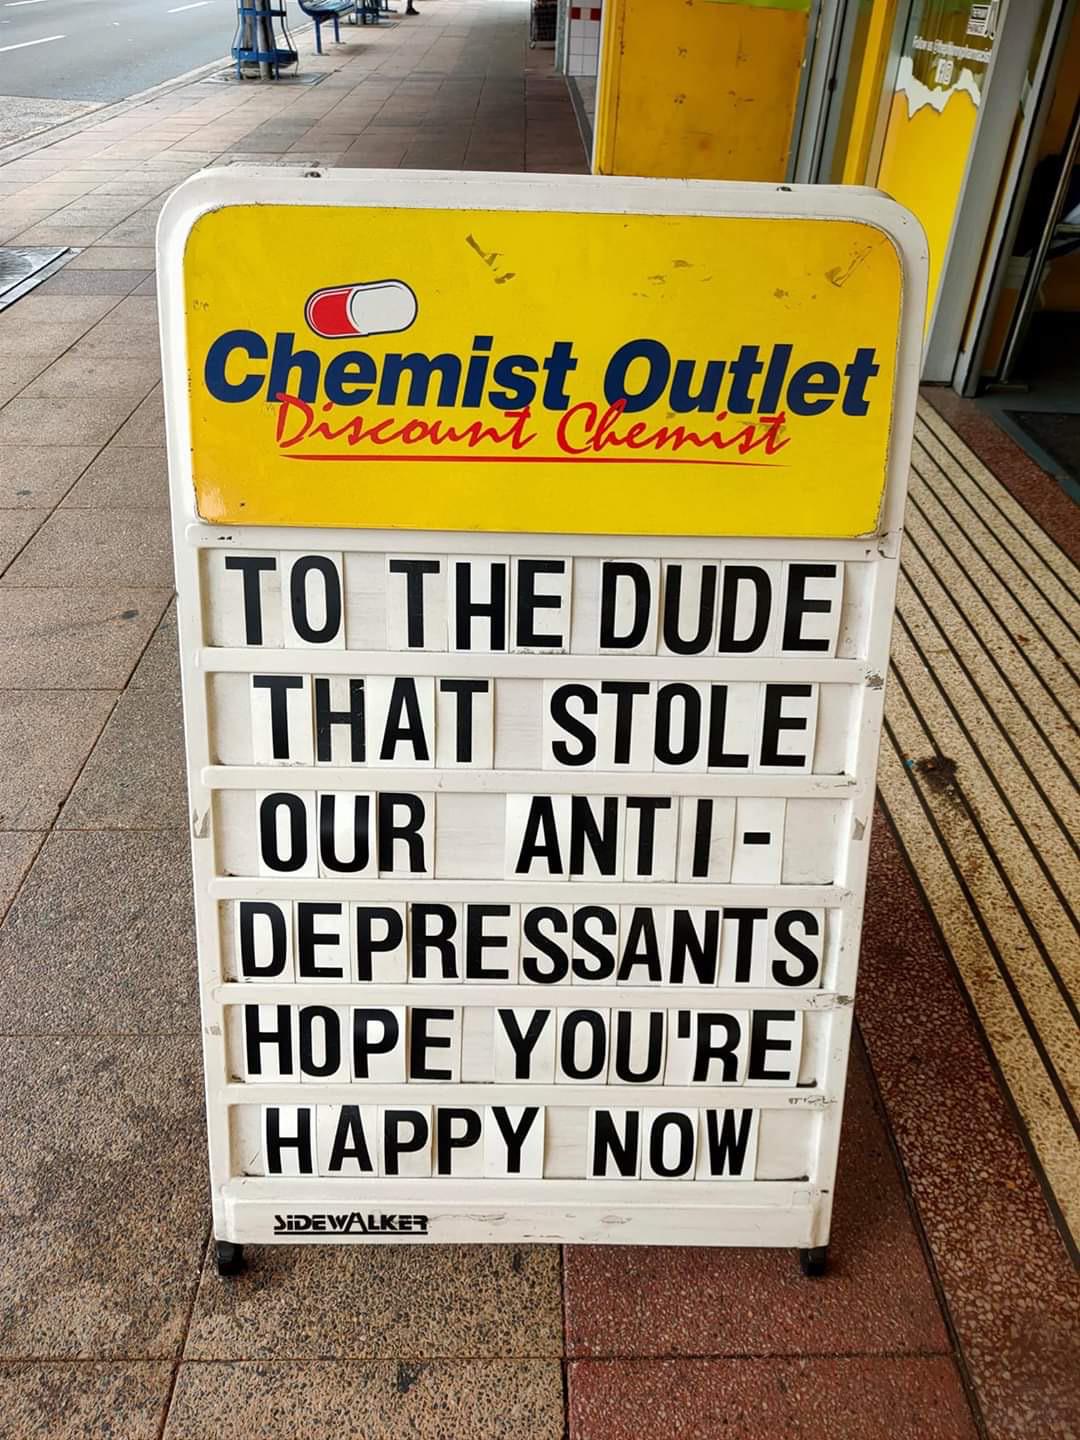 Chemist Outlet
Discount Chemist
TO THE DUDE
THAT STOLE
OUR ANTI-
DEPRESSANTS
HOPE YOU'RE
HAPPY NOW
SiDEWALKER